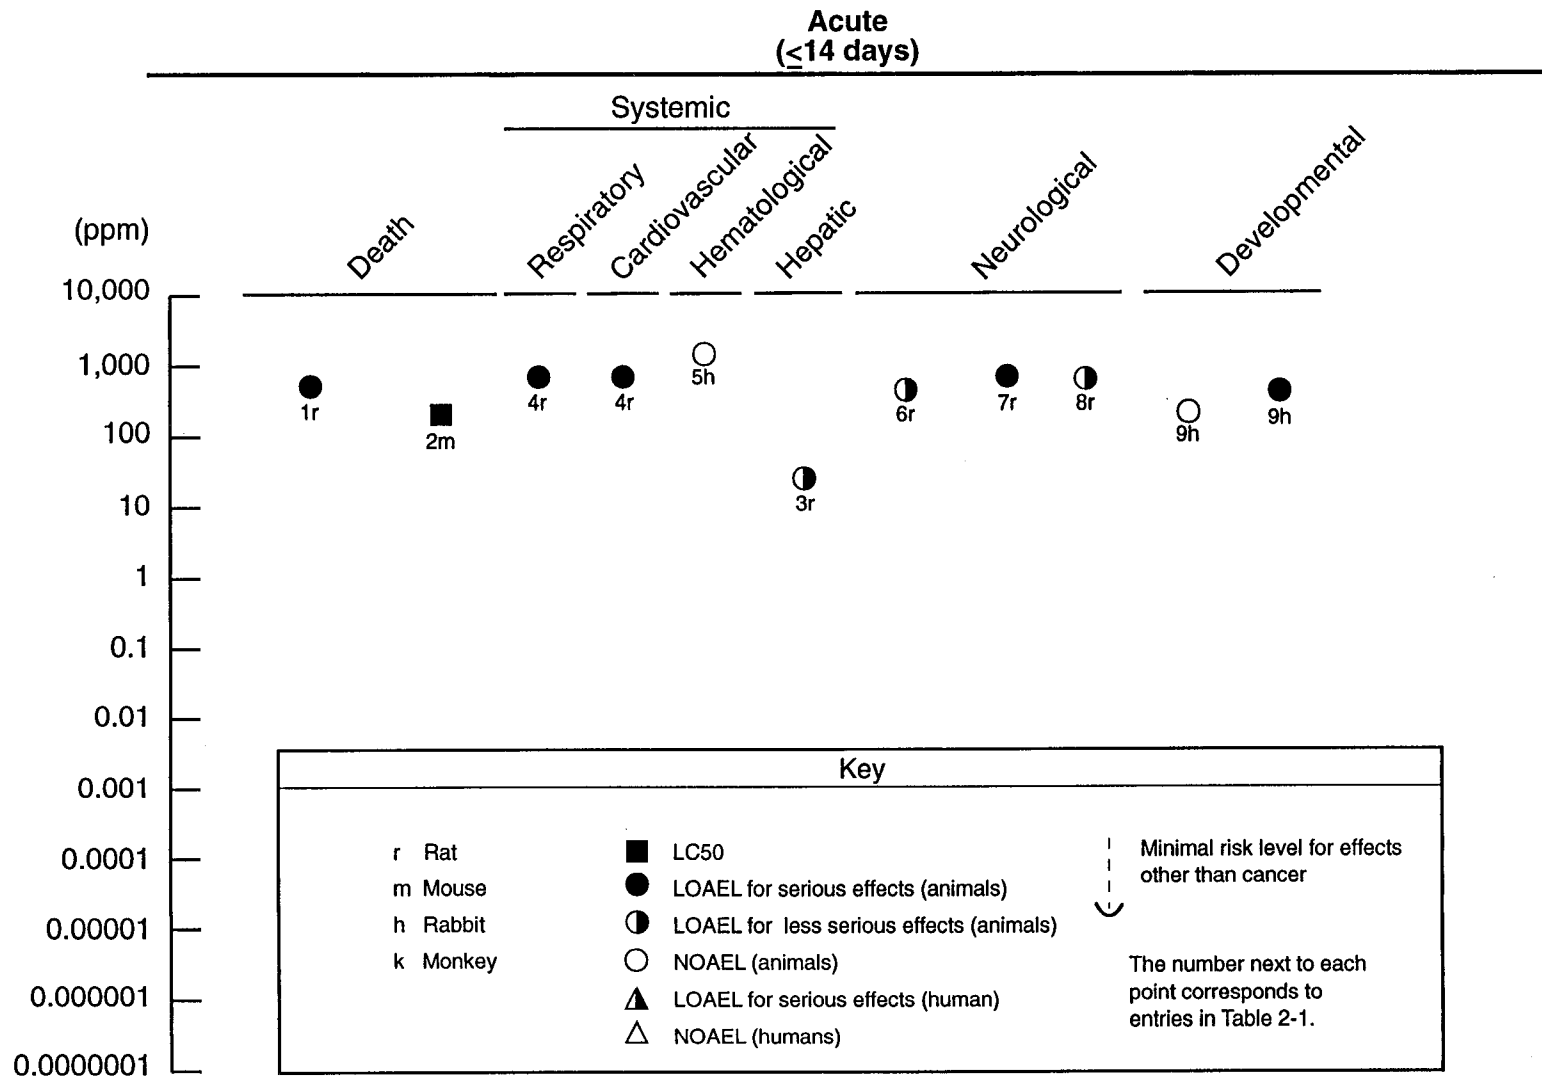 Acute
(≤14 days)
Systemic
(ppm)
Death
Respiratory
Cardiovascular
Hematological
Hepatic
Neurological
Developmental
10,000
1,000
100
10
1
0.1
0.01
0.001
0.0001
0.00001
0.000001
0.0000001
1r
2m
4r
4r
5h
3r
6r
7r
8r
9h
9h
Key
r Rat
m Mouse
h Rabbit
k Monkey
LC50
LOAEL for serious effects (animals)
LOAEL for less serious effects (animals)
NOAEL (animals)
LOAEL for serious effects (human)
NOAEL (humans)
Minimal risk level for effects
other than cancer
The number next to each
point corresponds to
entries in Table 2-1.